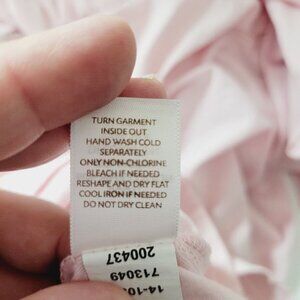 TURN GARMENT
INSIDE OUT
HAND WASH COLD
SEPARATELY
ONLY NON-CHLORINE
BLEACH IF NEEDED
RESHAPE AND DRY FLAT
COOL IRON IF NEEDED
DO NOT DRY CLEAN
200437
713049